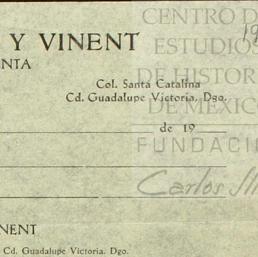 CENTRO D
Y VINENT
ESTUDIOS
NTA
DE HISTOR
Col. Santa Catalina
Cd. Guadalupe Victoria, Dgo.
DE MEXIC
de 19
FUNDACI
Carlos
NENT
Cd. Guadalupe Victoria, Dgo.